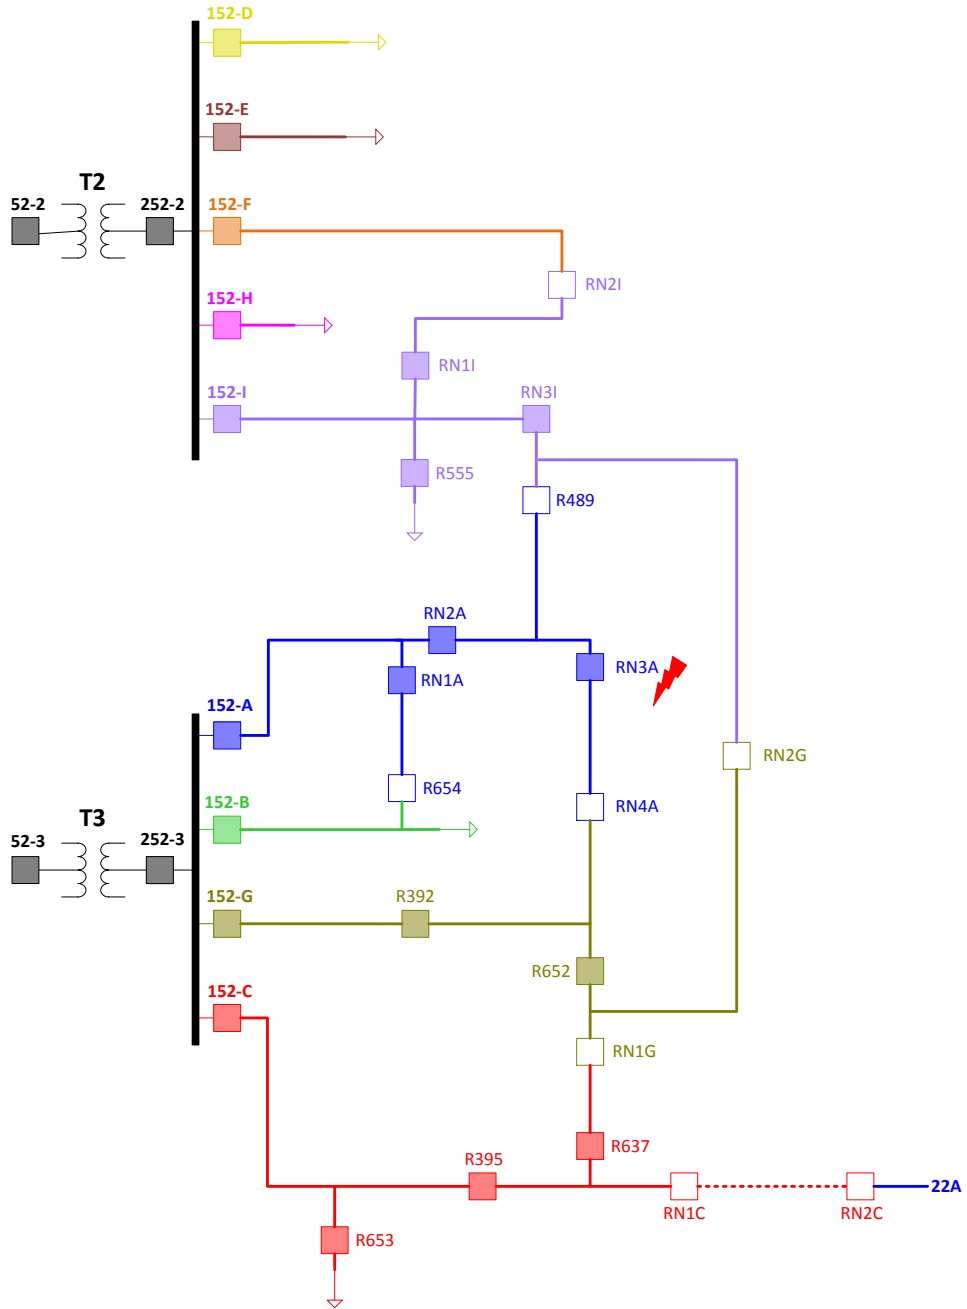 152-D
152-E
T2
52-2
252-2
152-F
RN2I
152-H
RN1I
152-I
RN3I
R555
R489
RN2A
RN3A
RN1A
152-A
RN2G
R654
RN4A
152-B
T3
52-3
252-3
152-G
R392
R652
152-C
RN1G
R637
R395
22A
RN1C
RN2C
R653